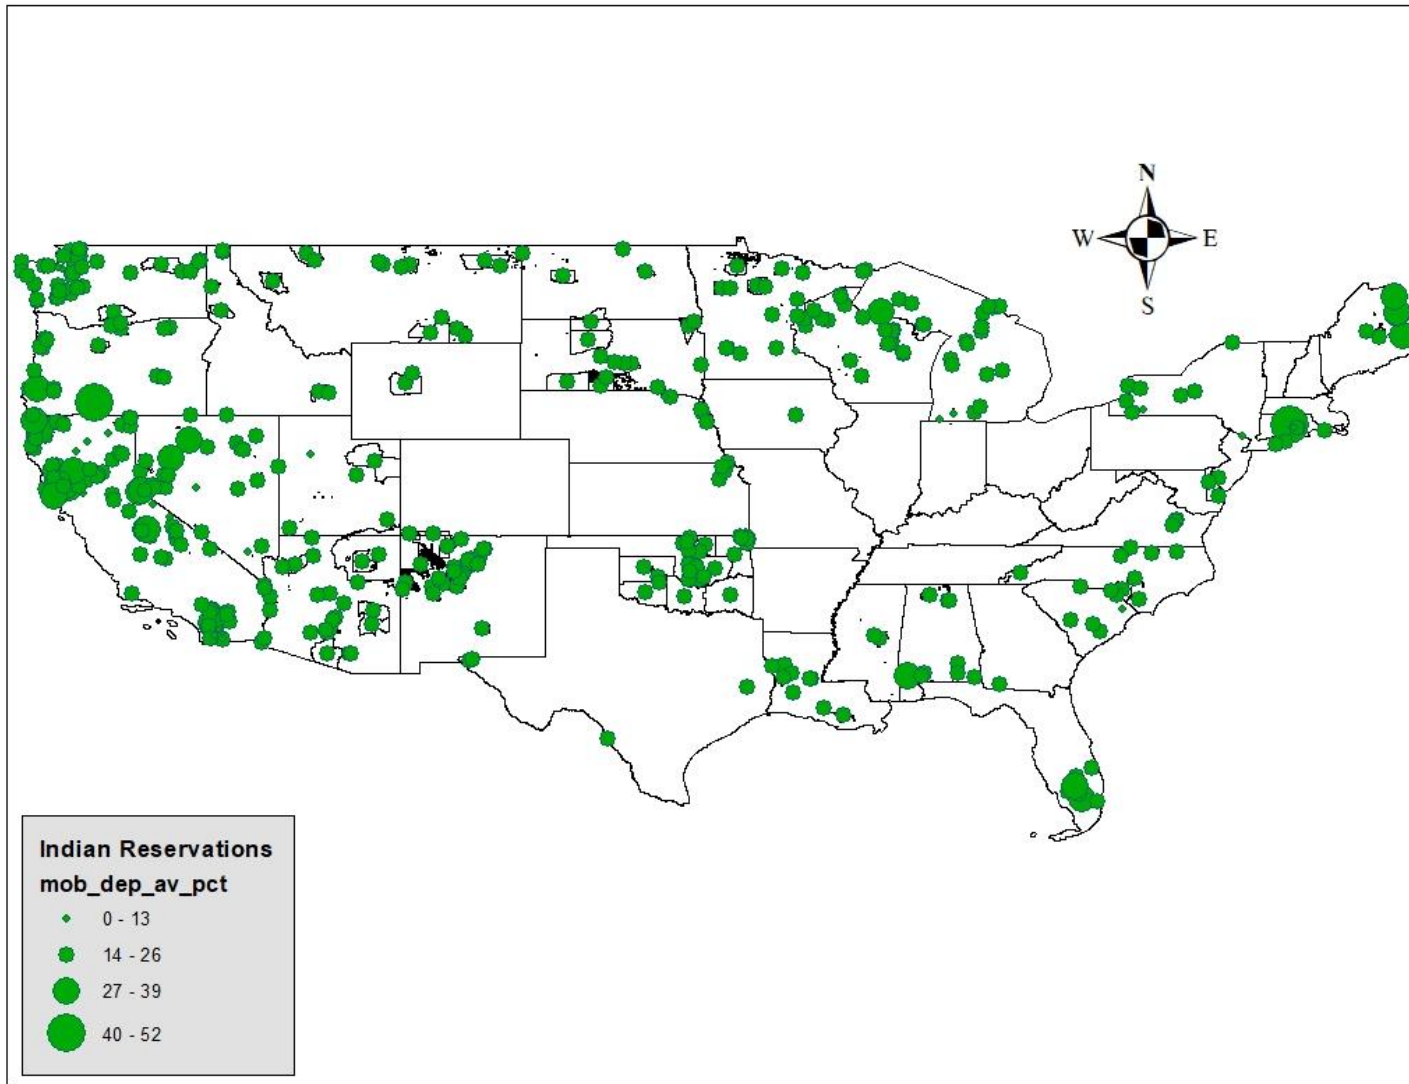 N
W E
S
Indian Reservations
mob_dep_av_pct
0 - 13
14 - 26
27 - 39
40 - 52